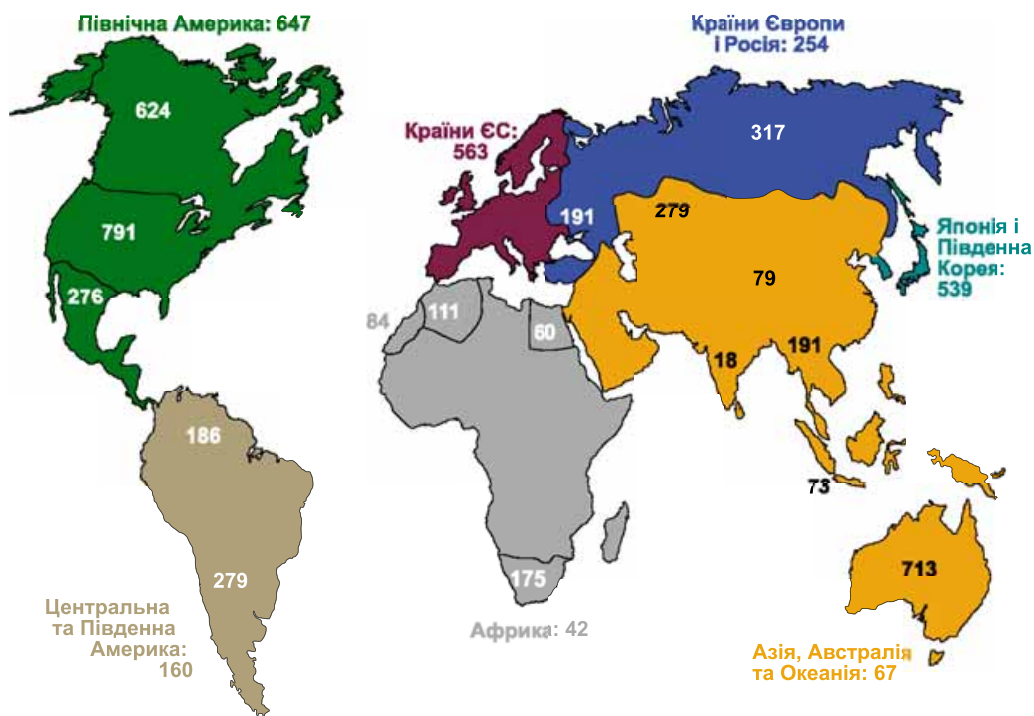 Північна Америка: 647
Країни Європи
і Росія: 254
624
317
Країни ЄС:
563
791
191
279
Японія і
Південна
Корея:
539
276
79
84
111
60
18
191
186
73
713
279
175
Центральна
та Південна
Америка:
160
Африка: 42
Азія, Австралія
та Океанія: 67